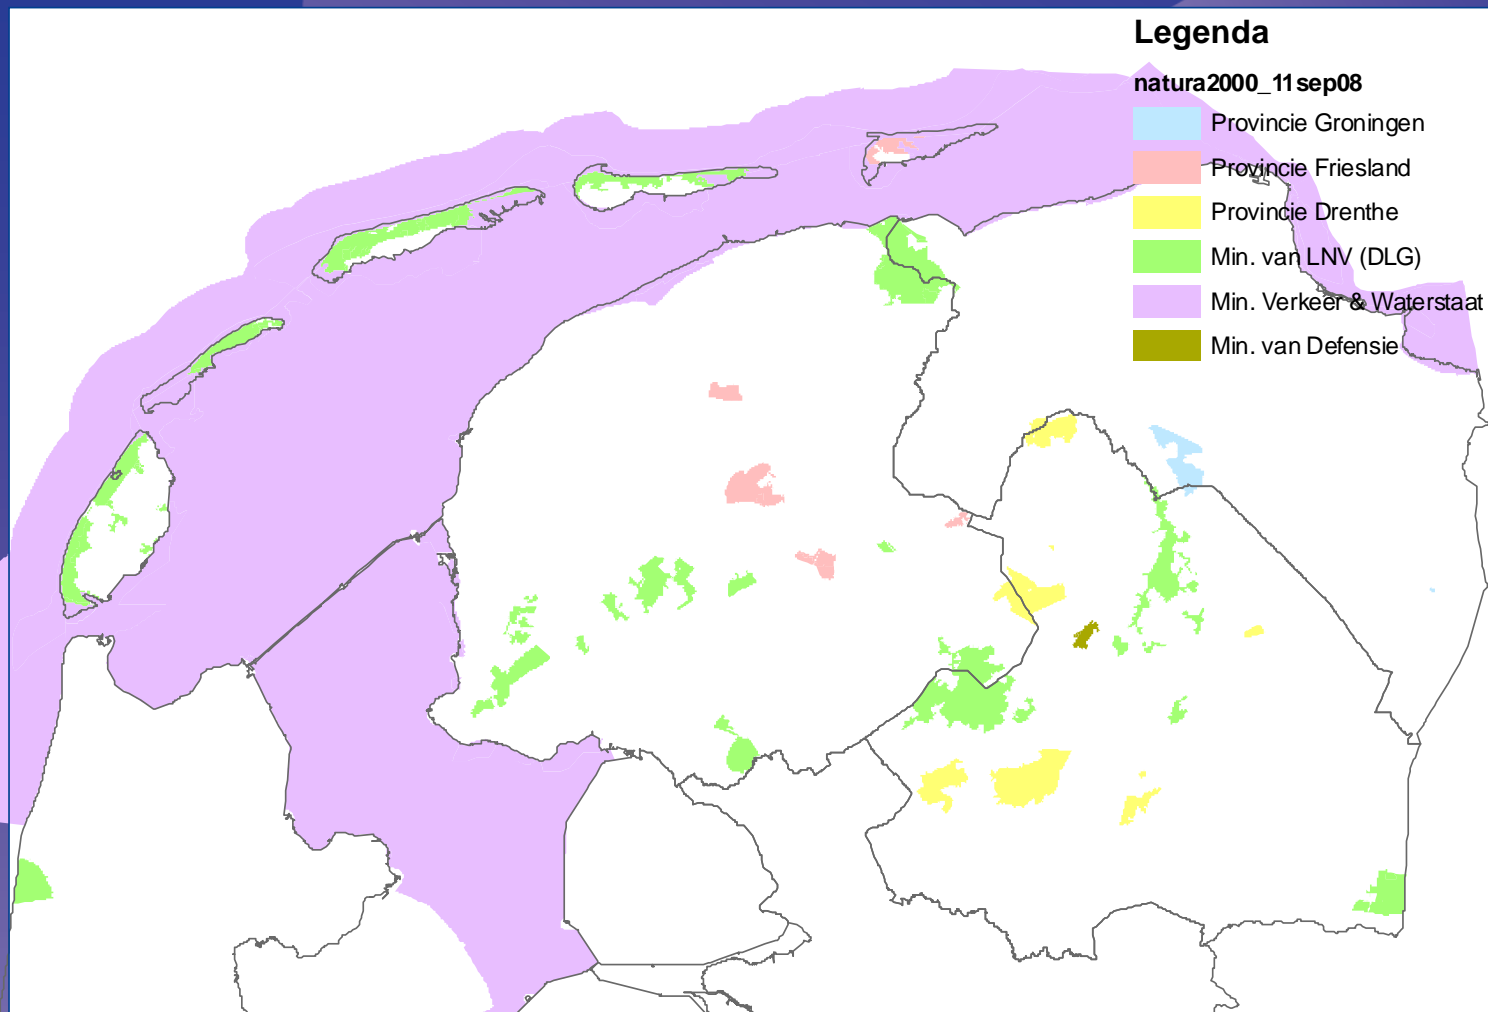 Legenda
natura2000_11sep08
Provincie Groningen
Provincie Friesland
Provincie Drenthe
Min. van LNV (DLG)
Min. Verkeer & Waterstaat
Min. van Defensie